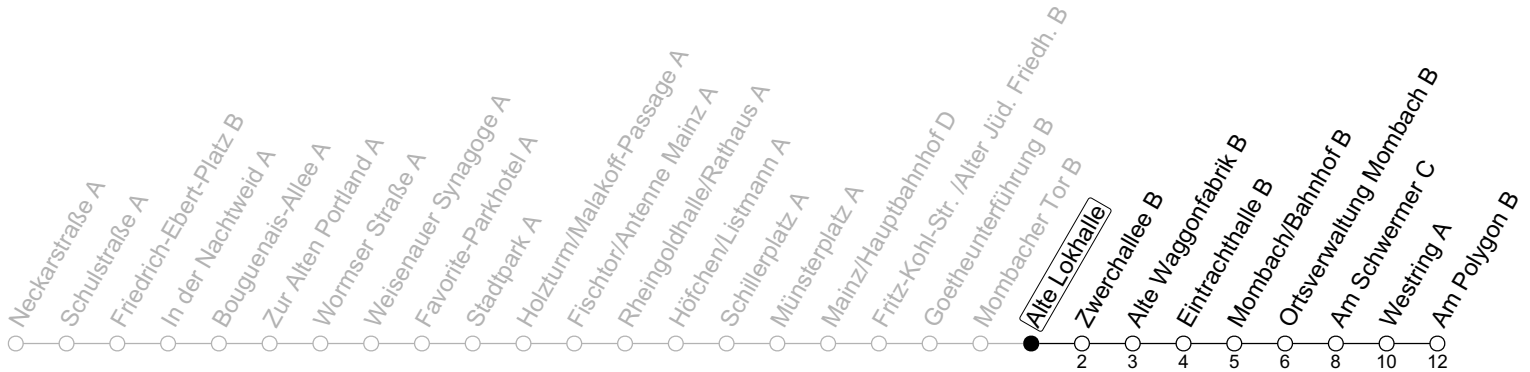 Neckarstraße A
Schulstraße A
Friedrich-Ebert-Platz B
In der Nachtweid A
Bouguenais-Allee A
Zur Alten Portland A
Wormser Straße A
Weisenauer Synagoge A
Favorite-Parkhotel A
Stadtpark A
Holzturm/Malakoff-Passage A
Fischtor/Antenne Mainz A
Rheingoldhalle/Rathaus A
Höfchen/Listmann A
Schillerplatz A
Münsterplatz A
Mainz/Hauptbahnhof D
Fritz-Kohl-Str. /Alter Jüd. Friedh. B
Goetheunterführung B
Mombacher Tor B
Alte Lokhalle
Zwerchallee B
Alte Waggonfabrik B
Eintrachthalle B
Mombach/Bahnhof B
Ortsverwaltung Mombach B
Am Schwermer C
Westring A
Am Polygon B
2 3 4 5 6 8 10 12